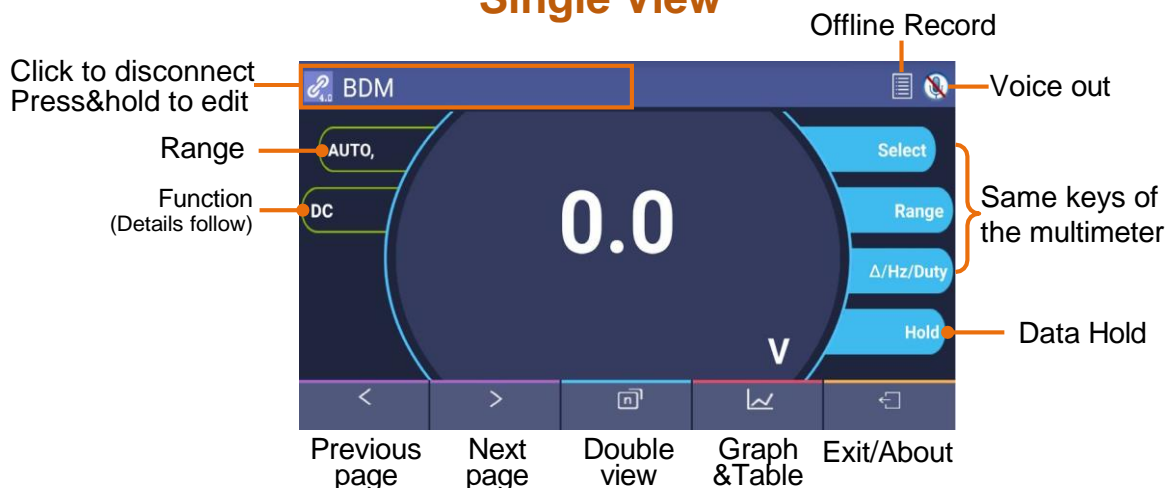 Single View
Offline Record
Click to disconnect
Press&hold to edit
4.0
BDM
Voice out
Range
AUTO,
Select
Function
(Details follow)
DC
0.0
Range
Same keys of
the multimeter
Δ/Hz/Duty
V
Hold
Data Hold
<
>
n
Previous
page
Next
page
Double
view
Graph
&Table
Exit/About